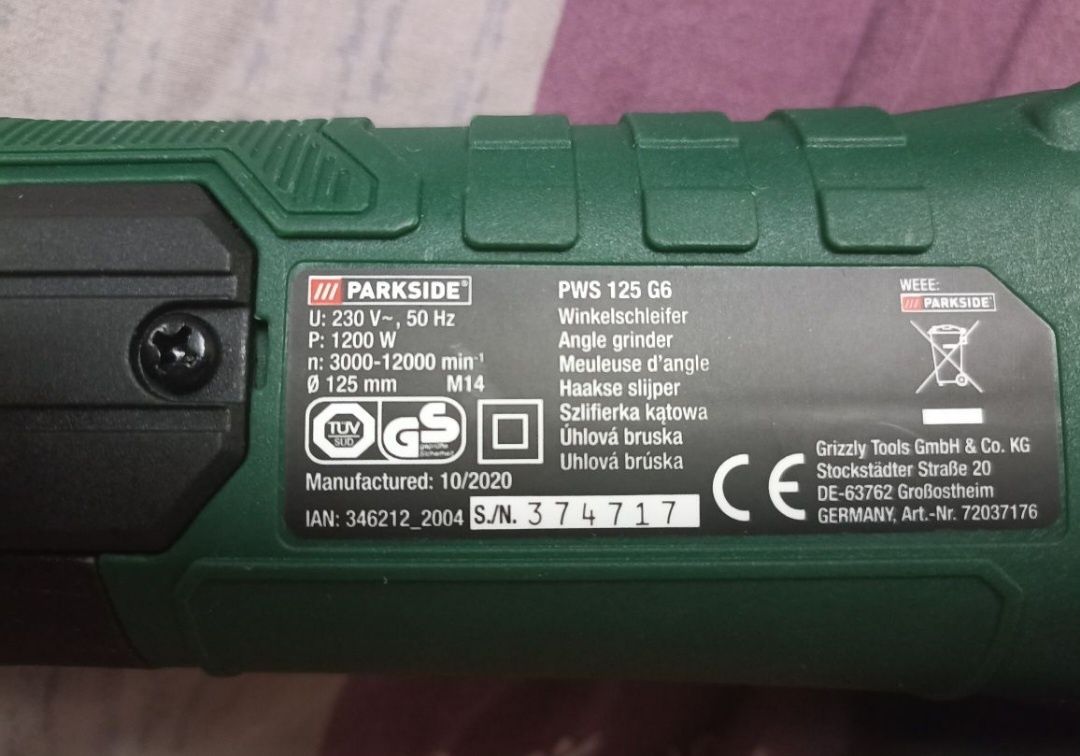 PARKSIDE®
U: 230 V~, 50 Hz
P: 1200 W
n: 3000-12000 min⁻¹
Ø 125 mm M14
TÜV
SÜD
GS
geprüfte
Sicherheit
Manufactured: 10/2020
IAN: 346212_2004
S./N. 374717
PWS 125 G6
Winkelschleifer
Angle grinder
Meuleuse d'angle
Haakse slijper
Szlifierka kątowa
Úhlová bruska
Uhlová brúska
CE
WEEE:
PARKSIDE®
Grizzly Tools GmbH & Co. KG
Stockstädter Straße 20
DE-63762 Großostheim
GERMANY, Art.-Nr. 72037176